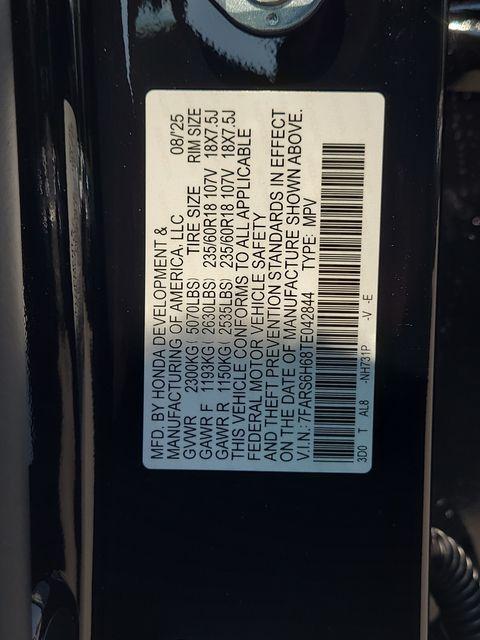 MFD. BY HONDA DEVELOPMENT &
MANUFACTURING OF AMERICA, LLC 08/'25
GVWR 2300KG( 5070LBS) TIRE SIZE RIM SIZE
GAWR F 1193KG( 2630LBS) 235/60R18 107V 18X7.5J
GAWR R 1150KG( 2535LBS) 235/60R18 107V 18X7.5J
THIS VEHICLE CONFORMS TO ALL APPLICABLE
FEDERAL MOTOR VEHICLE SAFETY
AND THEFT PREVENTION STANDARDS IN EFFECT
ON THE DATE OF MANUFACTURE SHOWN ABOVE.
V.I.N.: 7FARS6H68TE042844 TYPE: MPV
3D0 T AL8 -NH731P -V -E